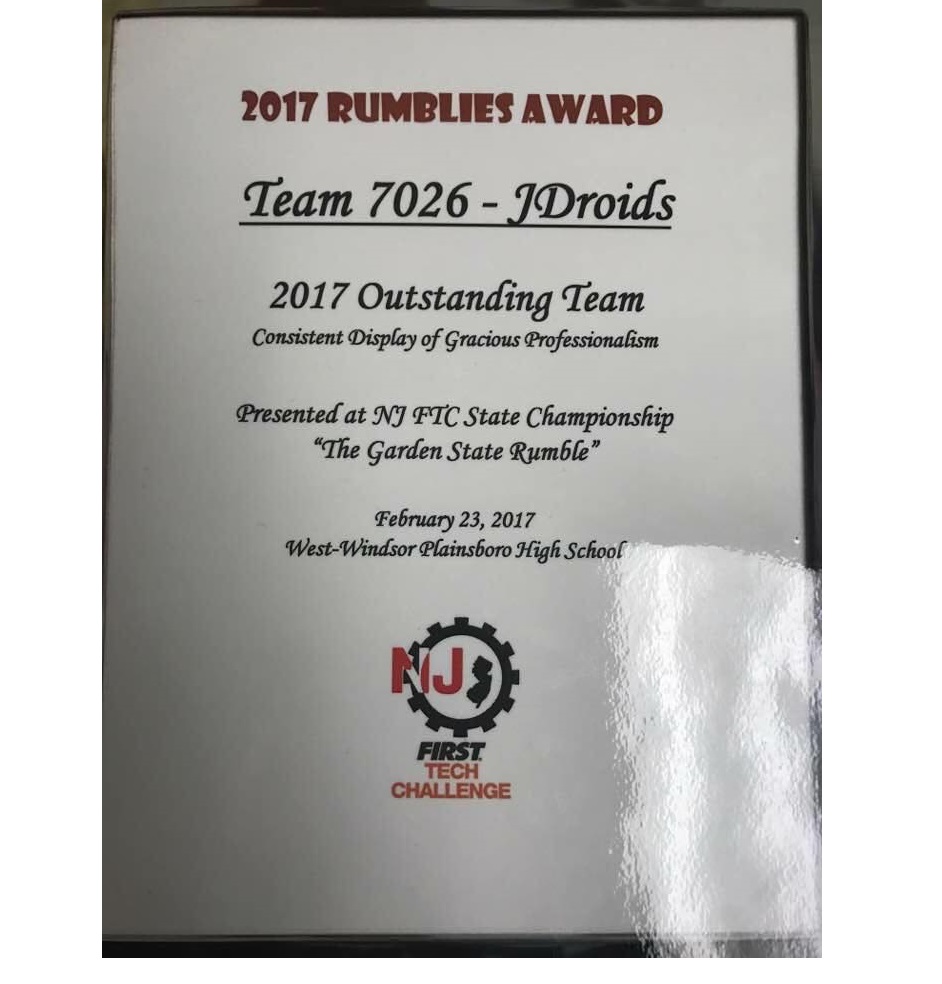 2017 RUMBLIES AWARD
Team 7026 - JDroids
2017 Outstanding Team
Consistent Display of Gracious Professionalism
Presented at NJ FTC State Championship
“The Garden State Rumble”
February 23, 2017
West-Windsor Plainsboro High School
NJ
FIRST
TECH
CHALLENGE